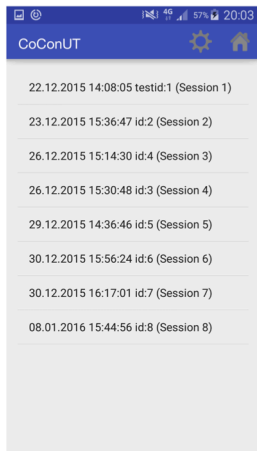 4G 57% 20:03
CoConUT
22.12.2015 14:08:05 testid:1 (Session 1)
23.12.2015 15:36:47 id:2 (Session 2)
26.12.2015 15:14:30 id:4 (Session 3)
26.12.2015 15:30:48 id:3 (Session 4)
29.12.2015 14:36:46 id:5 (Session 5)
30.12.2015 15:56:24 id:6 (Session 6)
30.12.2015 16:17:01 id:7 (Session 7)
08.01.2016 15:44:56 id:8 (Session 8)